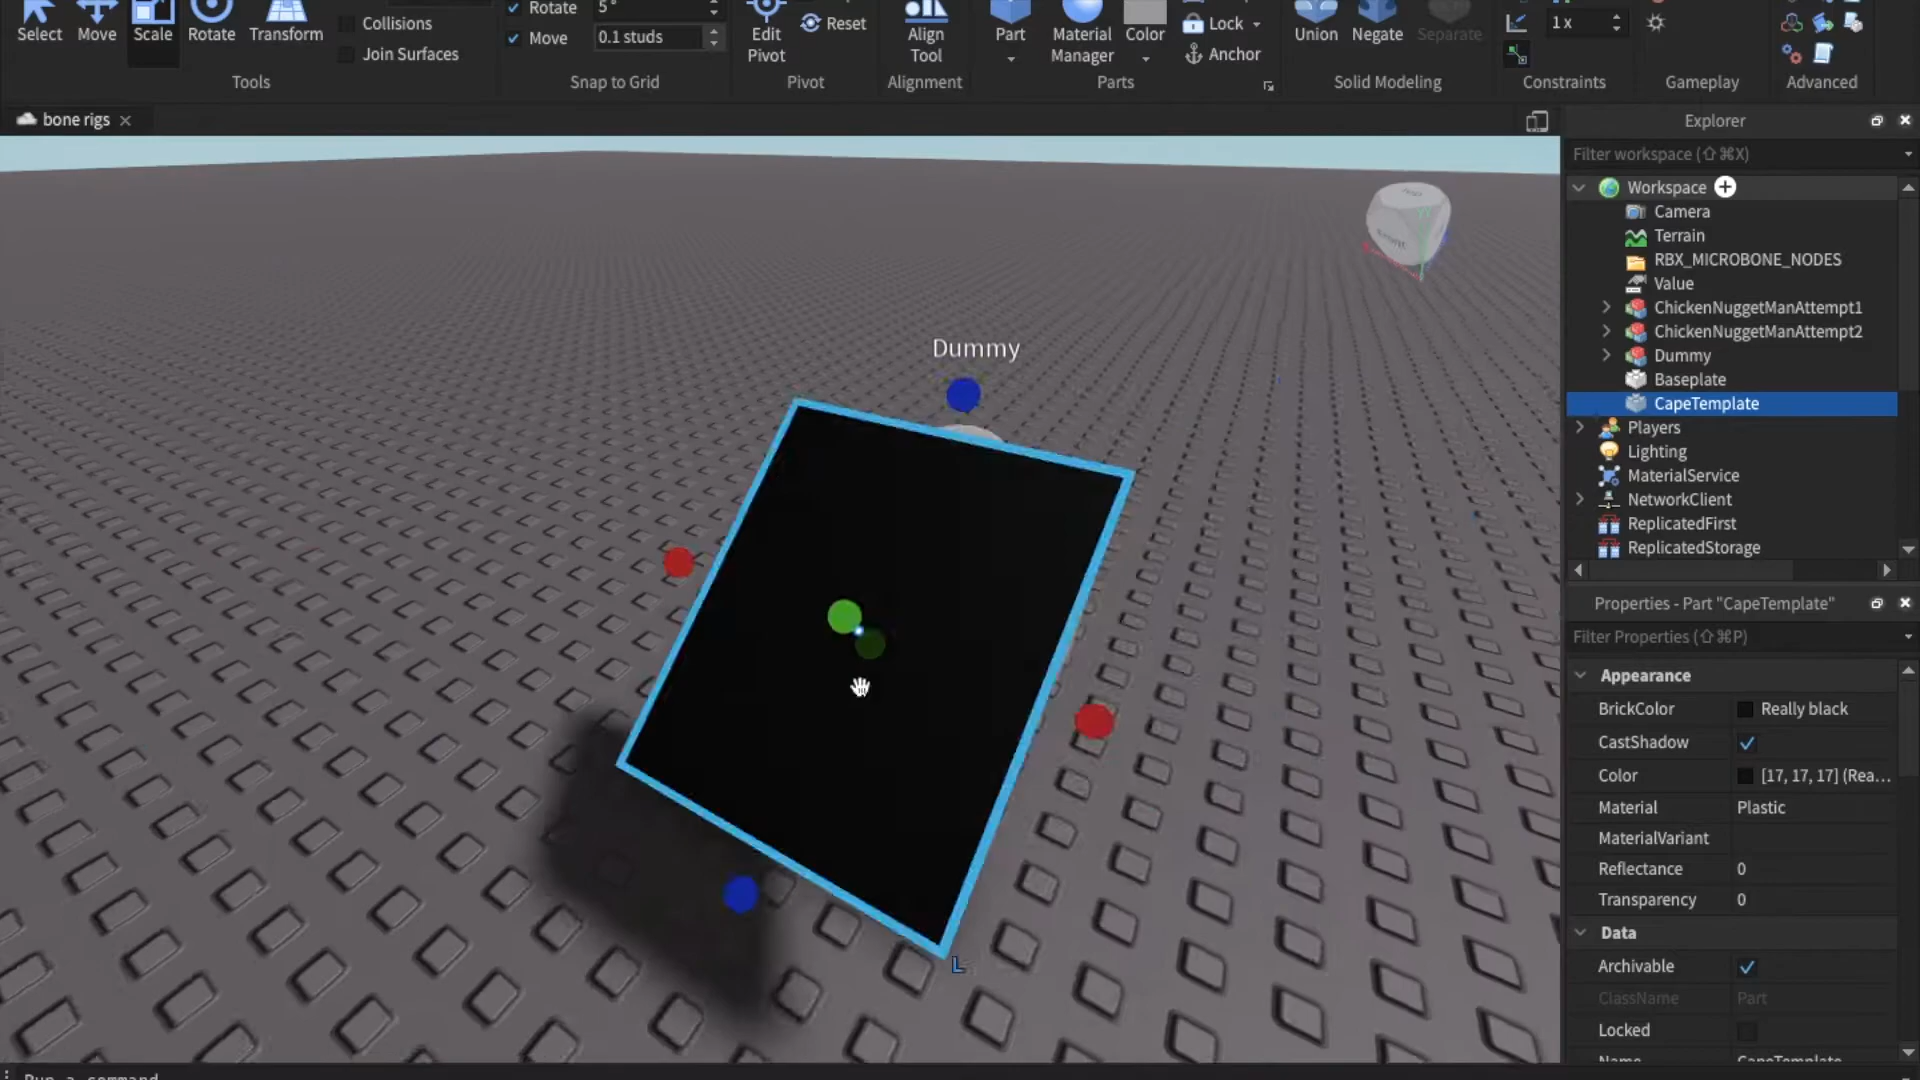 Select
Move
Scale
Rotate
Transform
Collisions
Join Surfaces
Tools
Rotate 5°
Move 0.1 studs
Snap to Grid
Edit Pivot
Reset
Pivot
Align Tool
Alignment
Part
Material Manager
Color
Lock
Anchor
Parts
Union
Negate
Separate
Solid Modeling
1 x
Constraints
Gameplay
Advanced
bone rigs
Dummy
L
Explorer
Filter workspace (⇧⌘X)
Workspace
Camera
Terrain
RBX_MICROBONE_NODES
Value
ChickenNuggetManAttempt1
ChickenNuggetManAttempt2
Dummy
Baseplate
CapeTemplate
Players
Lighting
MaterialService
NetworkClient
ReplicatedFirst
ReplicatedStorage
Properties - Part "CapeTemplate"
Filter Properties (⇧⌘P)
Appearance
BrickColor Really black
CastShadow
Color [17, 17, 17] (Rea...
Material Plastic
MaterialVariant
Reflectance 0
Transparency 0
Data
Archivable
ClassName Part
Locked
Name CapeTemplate
Run a command